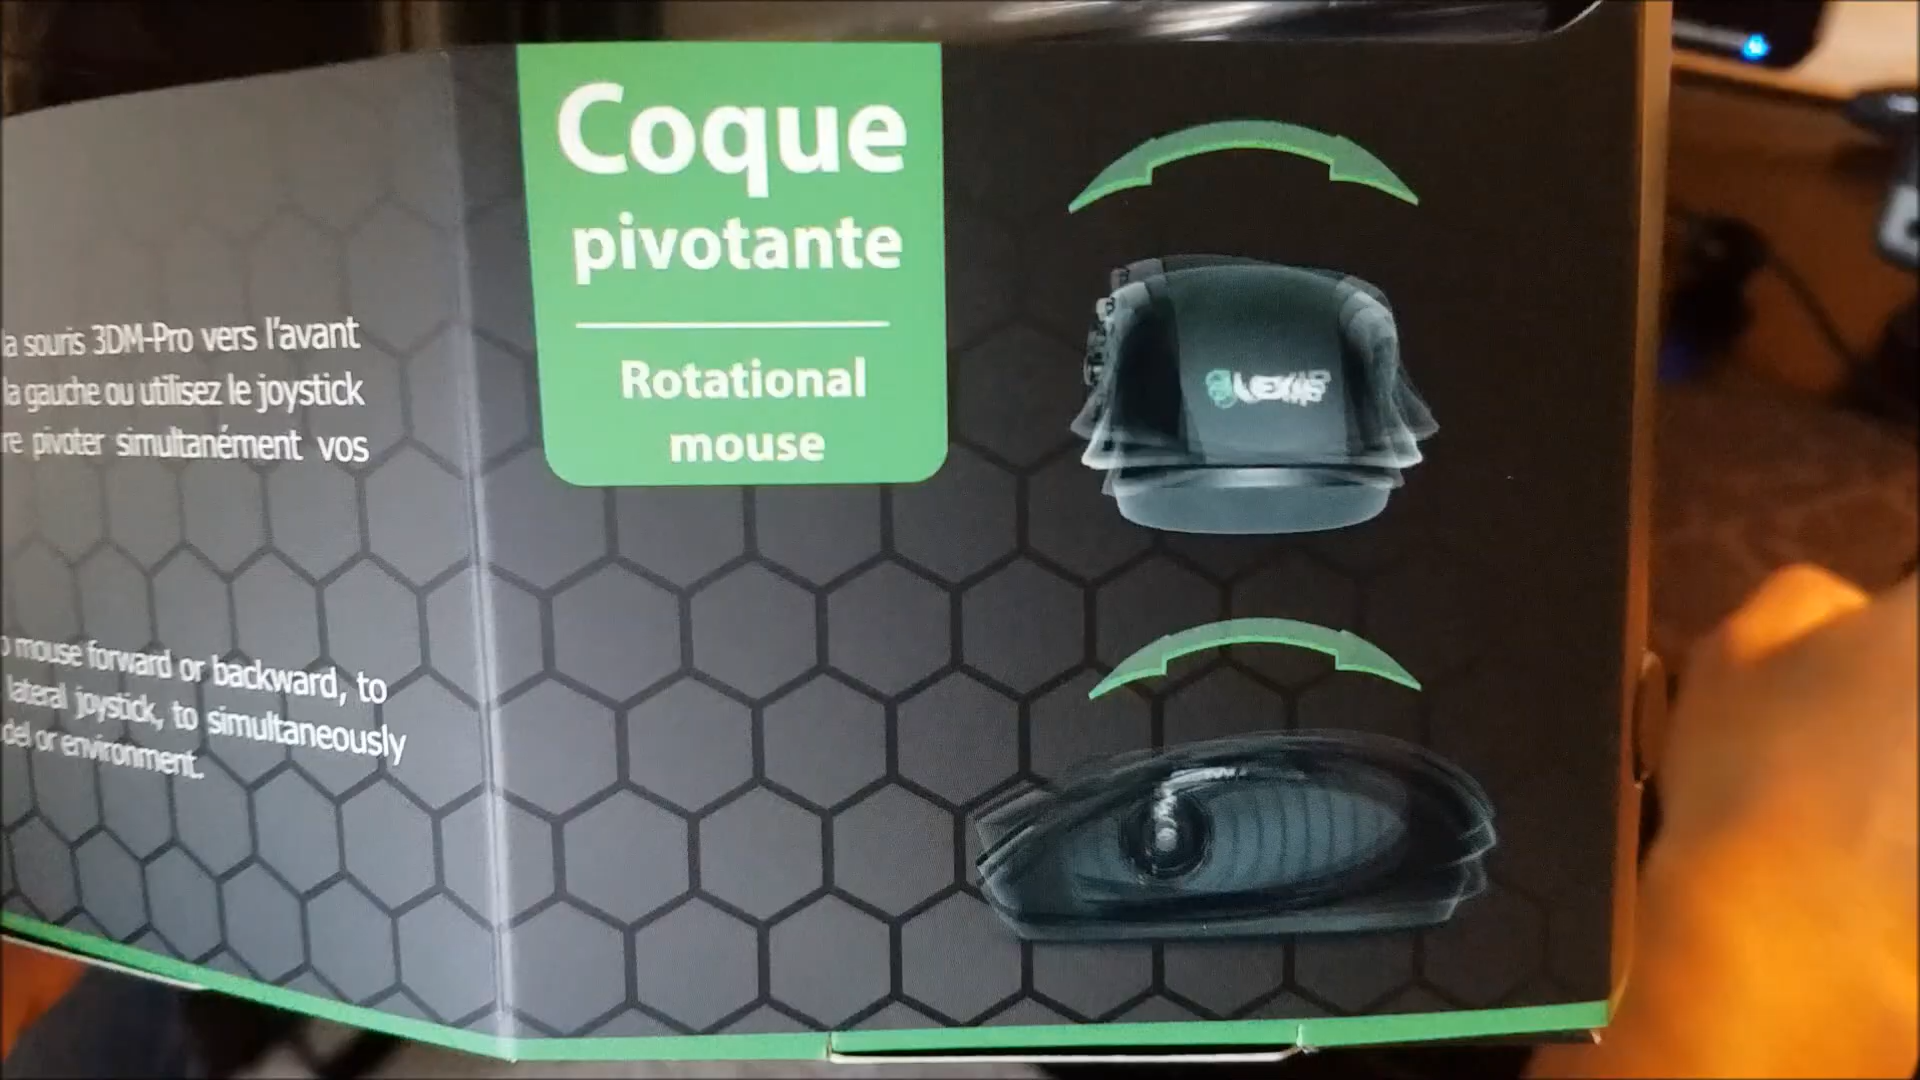 Coque
pivotante
Rotational
mouse
la souris 3DM-Pro vers l'avant
la gauche ou utilisez le joystick
re pivoter simultanément vos
o mouse forward or backward, to
lateral joystick, to simultaneously
del or environment.
LEXIP